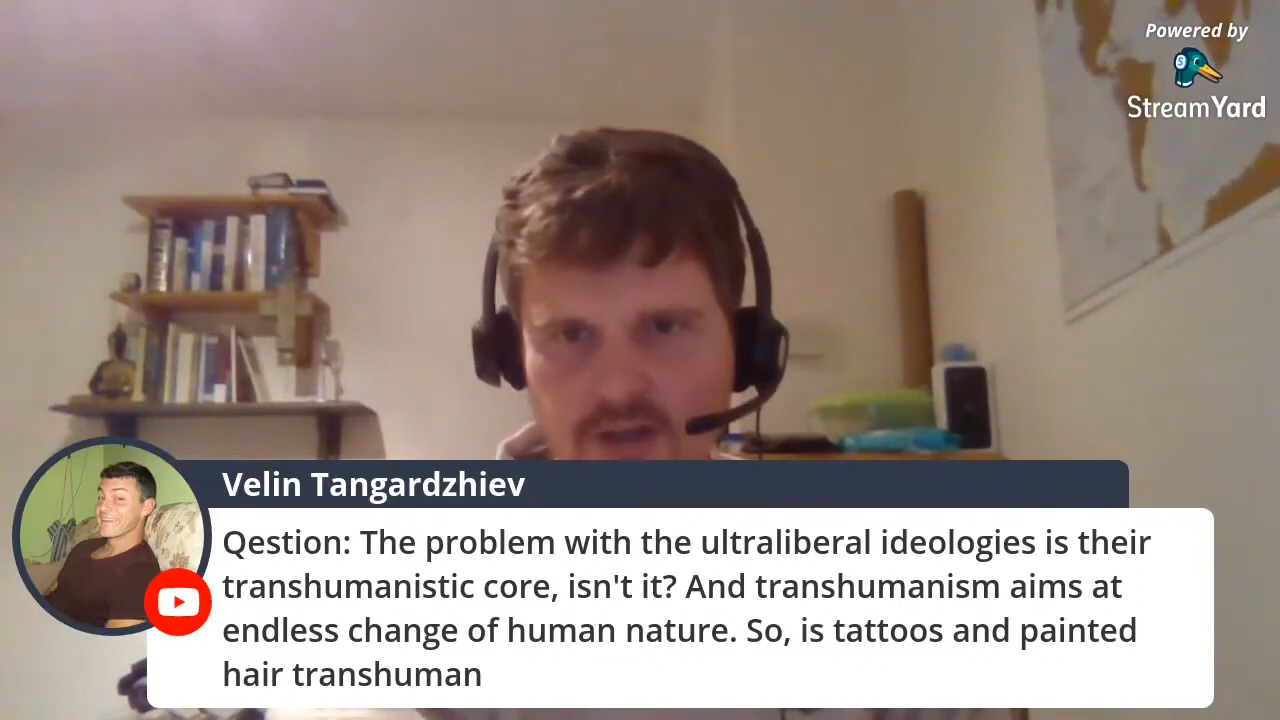 Powered by
StreamYard
Velin Tangardzhiev
Qestion: The problem with the ultraliberal ideologies is their
transhumanistic core, isn't it? And transhumanism aims at
endless change of human nature. So, is tattoos and painted
hair transhuman